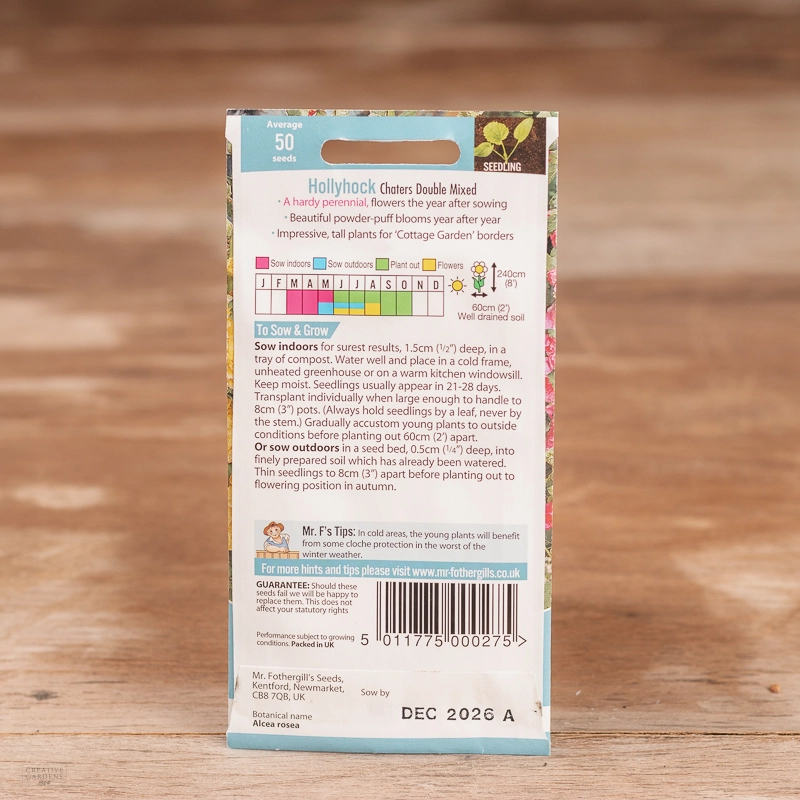 Average
50
seeds
SEEDLING
Hollyhock Chaters Double Mixed
• A hardy perennial, flowers the year after sowing
• Beautiful powder-puff blooms year after year
• Impressive, tall plants for ‘Cottage Garden’ borders
Sow indoors Sow outdoors Plant out Flowers
J F M A M J J A S O N D
240cm
(8')
60cm (2')
Well drained soil
To Sow & Grow
Sow indoors for surest results, 1.5cm (1/2") deep, in a
tray of compost. Water well and place in a cold frame,
unheated greenhouse or on a warm kitchen windowsill.
Keep moist. Seedlings usually appear in 21-28 days.
Transplant individually when large enough to handle to
8cm (3") pots. (Always hold seedlings by a leaf, never by
the stem.) Gradually accustom young plants to outside
conditions before planting out 60cm (2') apart.
Or sow outdoors in a seed bed, 0.5cm (1/4") deep, into
finely prepared soil which has already been watered.
Thin seedlings to 8cm (3") apart before planting out to
flowering position in autumn.
Mr. F's Tips: In cold areas, the young plants will benefit
from some cloche protection in the worst of the
winter weather.
For more hints and tips please visit www.mr-fothergills.co.uk
GUARANTEE: Should these
seeds fail we will be happy to
replace them. This does not
affect your statutory rights
Performance subject to growing
conditions. Packed in UK
5 011775 000275 >
Mr. Fothergill's Seeds,
Kentford, Newmarket,
CB8 7QB, UK
Sow by
DEC 2026 A
Botanical name
Alcea rosea
CREATIVE
GARDENS